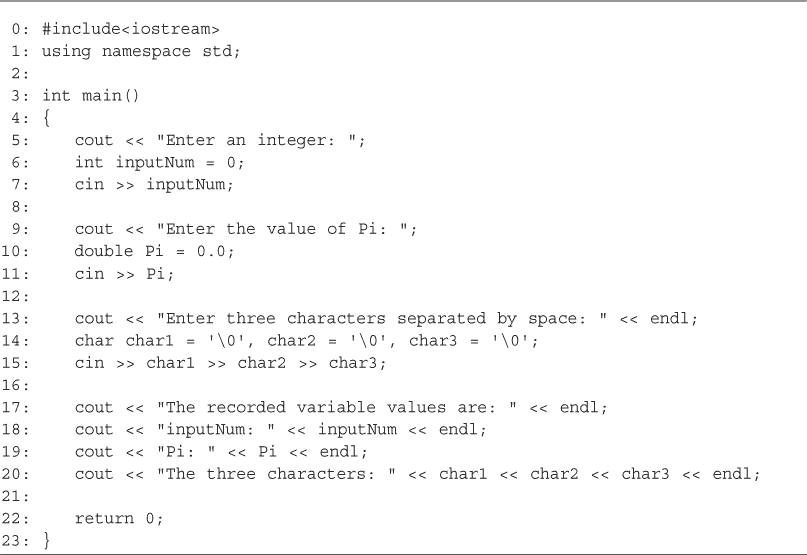 0: #include<iostream>
1: using namespace std;
2:
3: int main()
4: {
5:    cout << "Enter an integer: ";
6:    int inputNum = 0;
7:    cin >> inputNum;
8:
9:    cout << "Enter the value of Pi: ";
10:    double Pi = 0.0;
11:    cin >> Pi;
12:
13:    cout << "Enter three characters separated by space: " << endl;
14:    char char1 = '\0', char2 = '\0', char3 = '\0';
15:    cin >> char1 >> char2 >> char3;
16:
17:    cout << "The recorded variable values are: " << endl;
18:    cout << "inputNum: " << inputNum << endl;
19:    cout << "Pi: " << Pi << endl;
20:    cout << "The three characters: " << char1 << char2 << char3 << endl;
21:
22:    return 0;
23: }